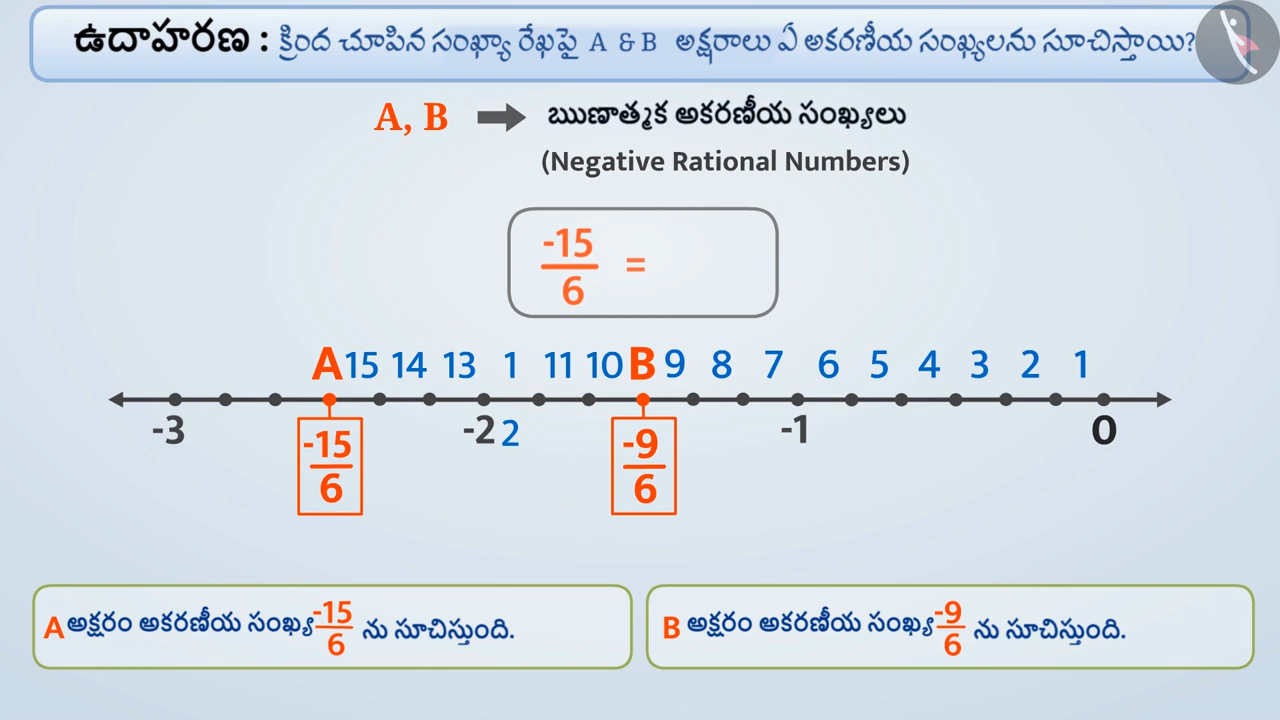 ఉదాహరణ : క్రింద చూపిన సంఖ్యా రేఖపై A & B అక్షరాలు ఏ అకరణీయ సంఖ్యలను సూచిస్తాయి?
A, B ➡ ఋణాత్మక అకరణీయ సంఖ్యలు
(Negative Rational Numbers)
-15/6 =
A 15 14 13 1 11 10 B 9 8 7 6 5 4 3 2 1
-3 -2 2 -1 0
-15/6 -9/6
A అక్షరం అకరణీయ సంఖ్య -15/6 ను సూచిస్తుంది.
B అక్షరం అకరణీయ సంఖ్య -9/6 ను సూచిస్తుంది.